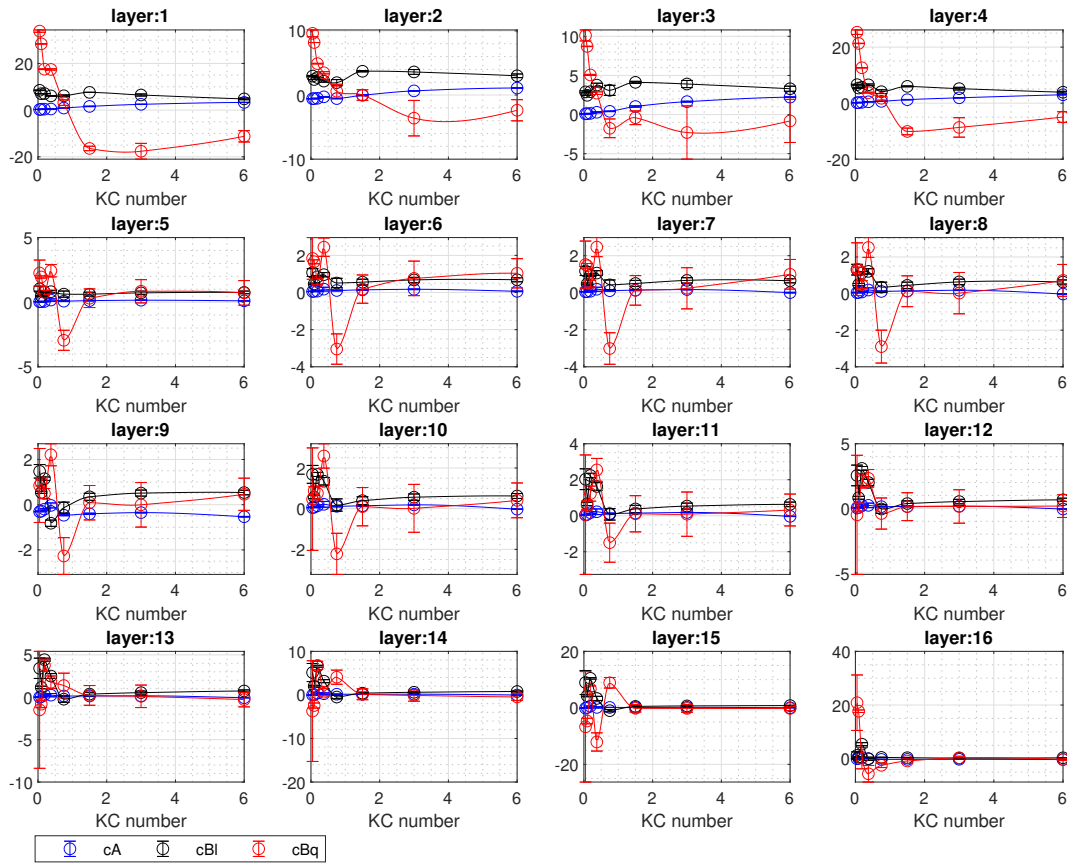 layer:1 layer:2 layer:3 layer:4
20
0
-20
0 2 4 6
KC number
10
0
-10
0 2 4 6
KC number
10
5
0
-5
0 2 4 6
KC number
20
0
-20
0 2 4 6
KC number
layer:5 layer:6 layer:7 layer:8
5
0
-5
0 2 4 6
KC number
2
0
-2
-4
0 2 4 6
KC number
2
0
-2
-4
0 2 4 6
KC number
2
0
-2
-4
0 2 4 6
KC number
layer:9 layer:10 layer:11 layer:12
2
0
-2
0 2 4 6
KC number
2
0
-2
0 2 4 6
KC number
4
2
0
-2
0 2 4 6
KC number
5
0
-5
0 2 4 6
KC number
layer:13 layer:14 layer:15 layer:16
5
0
-5
-10
0 2 4 6
KC number
10
0
-10
-20
0 2 4 6
KC number
20
0
-20
0 2 4 6
KC number
40
20
0
0 2 4 6
KC number
cA cBl cBq